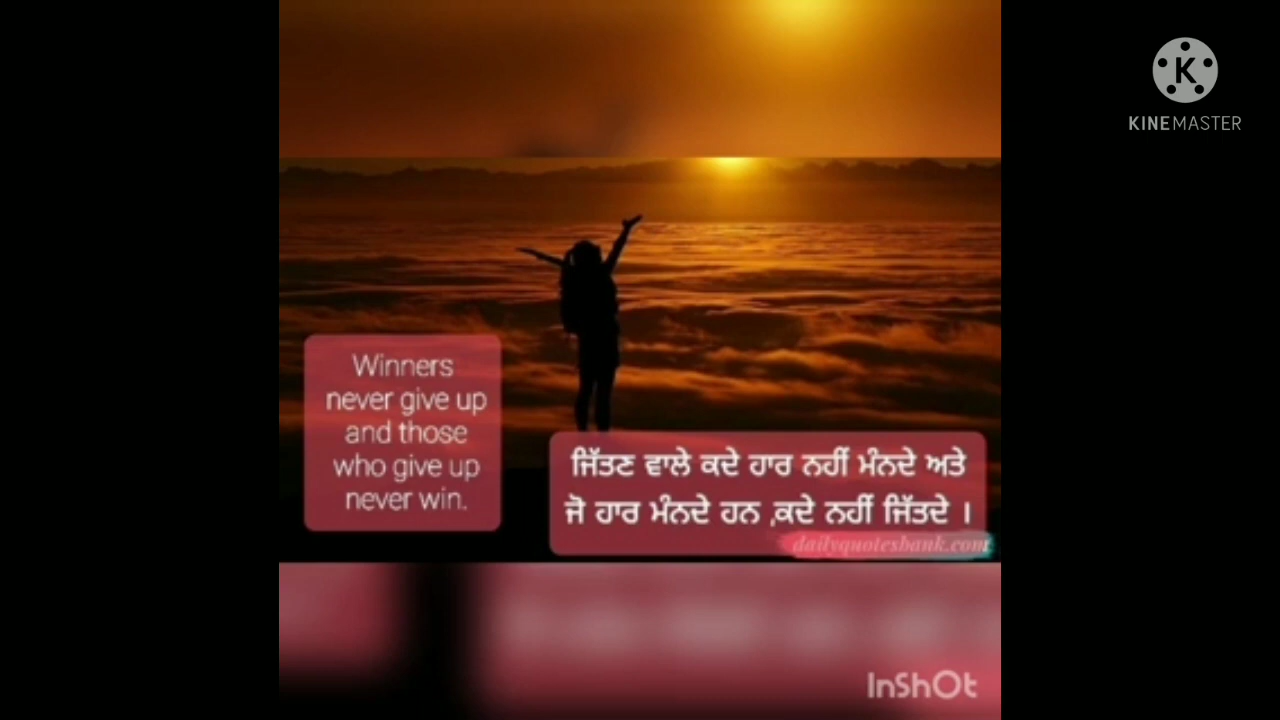 KINEMASTER
Winners
never give up
and those
who give up
never win.
ਜਿੱਤਣ ਵਾਲੇ ਕਦੇ ਹਾਰ ਨਹੀਂ ਮੰਨਦੇ ਅਤੇ
ਜੋ ਹਾਰ ਮੰਨਦੇ ਹਨ ,ਕਦੇ ਨਹੀਂ ਜਿੱਤਦੇ ।
dailyquotesbank.com
InShOt